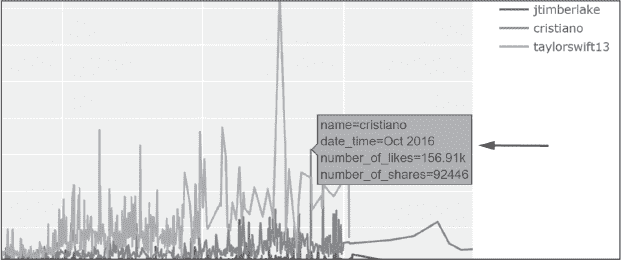 jtimberlake
cristiano
taylorswift13
name=cristiano
date_time=Oct 2016
number_of_likes=156.91k
number_of_shares=92446